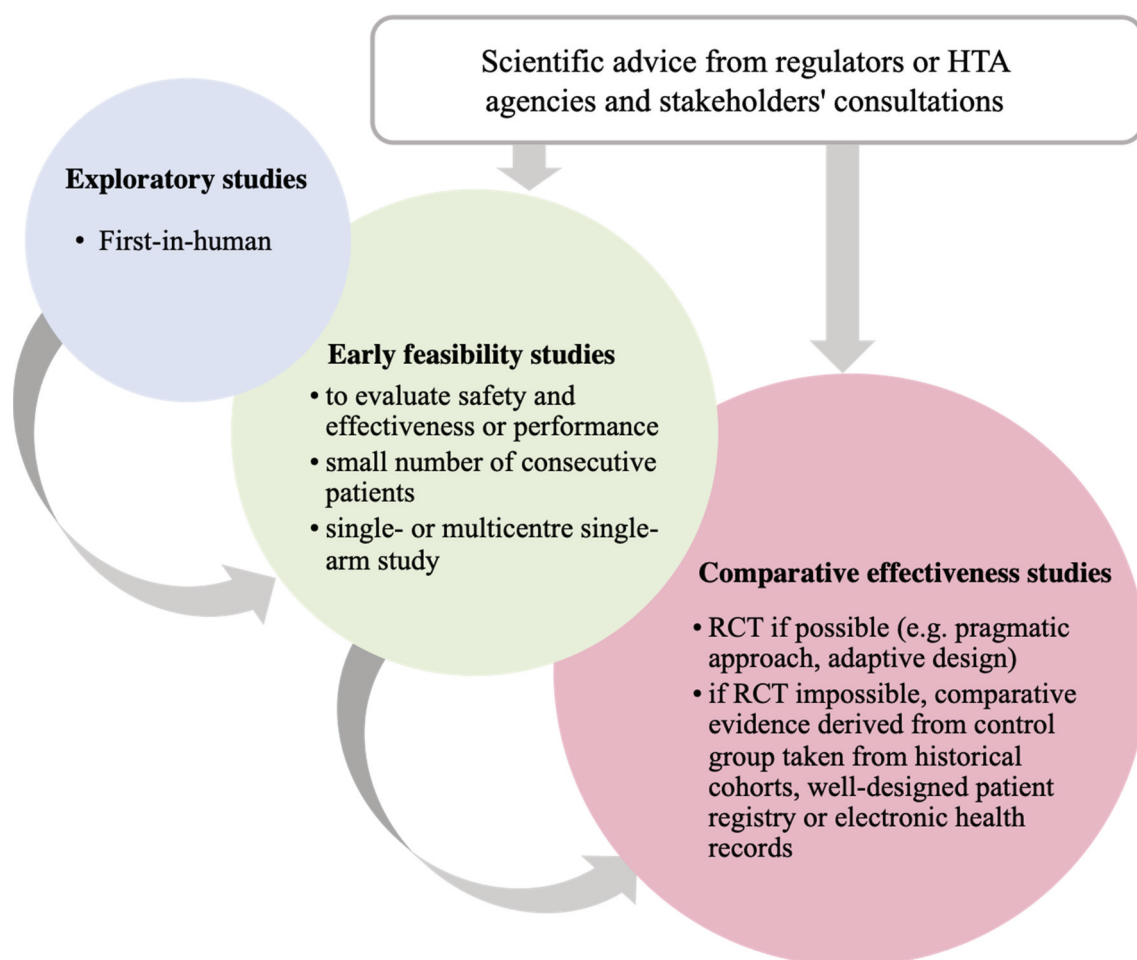 Scientific advice from regulators or HTA
agencies and stakeholders' consultations
Exploratory studies
• First-in-human
Early feasibility studies
• to evaluate safety and
effectiveness or performance
• small number of consecutive
patients
• single- or multicentre single-
arm study
Comparative effectiveness studies
• RCT if possible (e.g. pragmatic
approach, adaptive design)
• if RCT impossible, comparative
evidence derived from control
group taken from historical
cohorts, well-designed patient
registry or electronic health
records